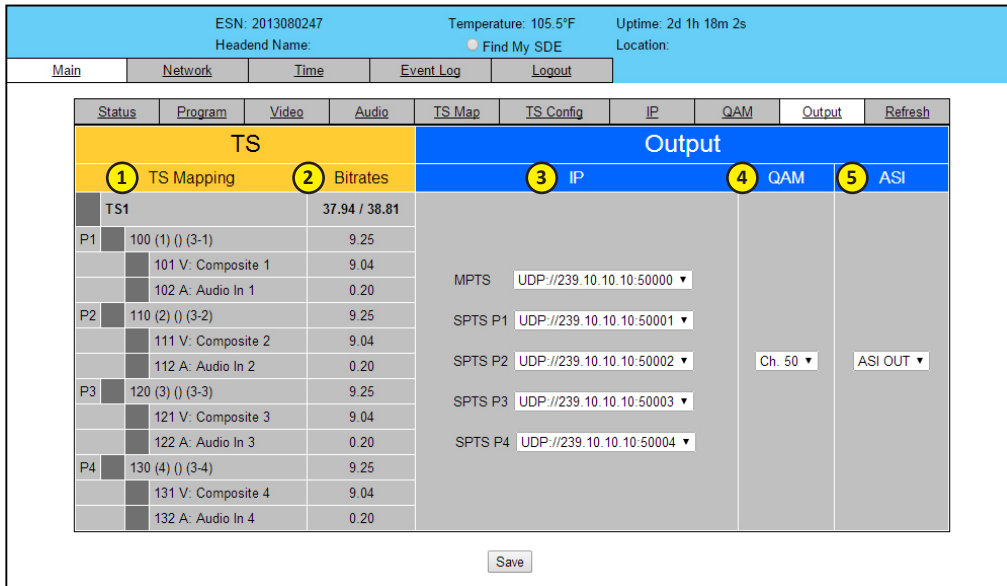 ESN: 2013080247 Temperature: 105.5°F Uptime: 2d 1h 18m 2s
Headend Name: Find My SDE Location:
Main Network Time Event Log Logout
Status Program Video Audio TS Map TS Config IP QAM Output Refresh
TS Output
1 TS Mapping 2 Bitrates 3 IP 4 QAM 5 ASI
TS1 37.94 / 38.81
P1 100 (1) () (3-1) 9.25
101 V: Composite 1 9.04
102 A: Audio In 1 0.20
P2 110 (2) () (3-2) 9.25
111 V: Composite 2 9.04
112 A: Audio In 2 0.20
P3 120 (3) () (3-3) 9.25
121 V: Composite 3 9.04
122 A: Audio In 3 0.20
P4 130 (4) () (3-4) 9.25
131 V: Composite 4 9.04
132 A: Audio In 4 0.20
MPTS UDP://239.10.10.10:50000
SPTS P1 UDP://239.10.10.10:50001
SPTS P2 UDP://239.10.10.10:50002
SPTS P3 UDP://239.10.10.10:50003
SPTS P4 UDP://239.10.10.10:50004
Ch. 50
ASI OUT
Save